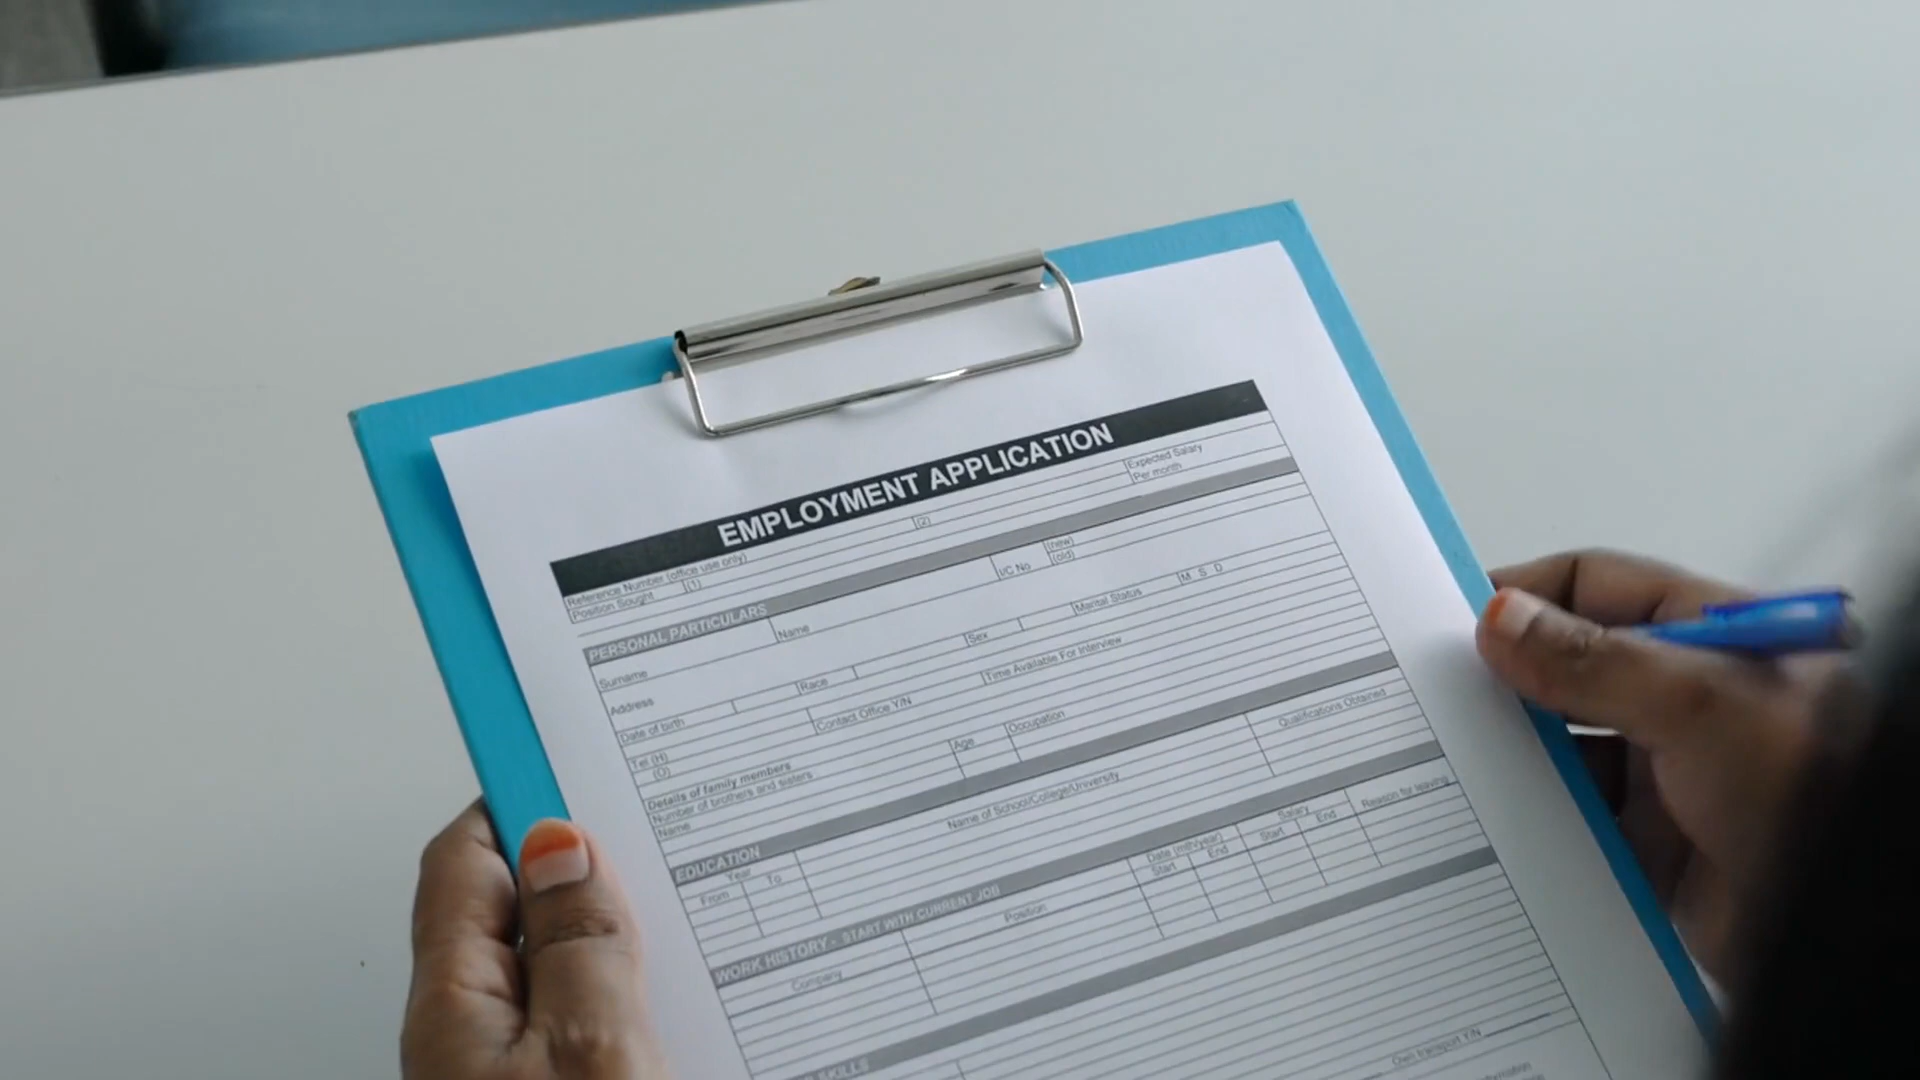 EMPLOYMENT APPLICATION
Reference Number (office use only)
Position Sought (1) (2) Expected Salary
Per month
PERSONAL PARTICULARS
Surname Name I/C No (new)
(old)
Address
Date of birth Race Sex Marital Status M S D
Tel (H) Contact Office Y/N Time Available For Interview
(O)
Details of family members
Number of brothers and sisters
Name Age Occupation
EDUCATION
Year Name of School/College/University Qualifications Obtained
From To
WORK HISTORY - START WITH CURRENT JOB
Company Position Date (mth/year) Salary Reason for leaving
Start End Start End
SKILLS
Own transport Y/N